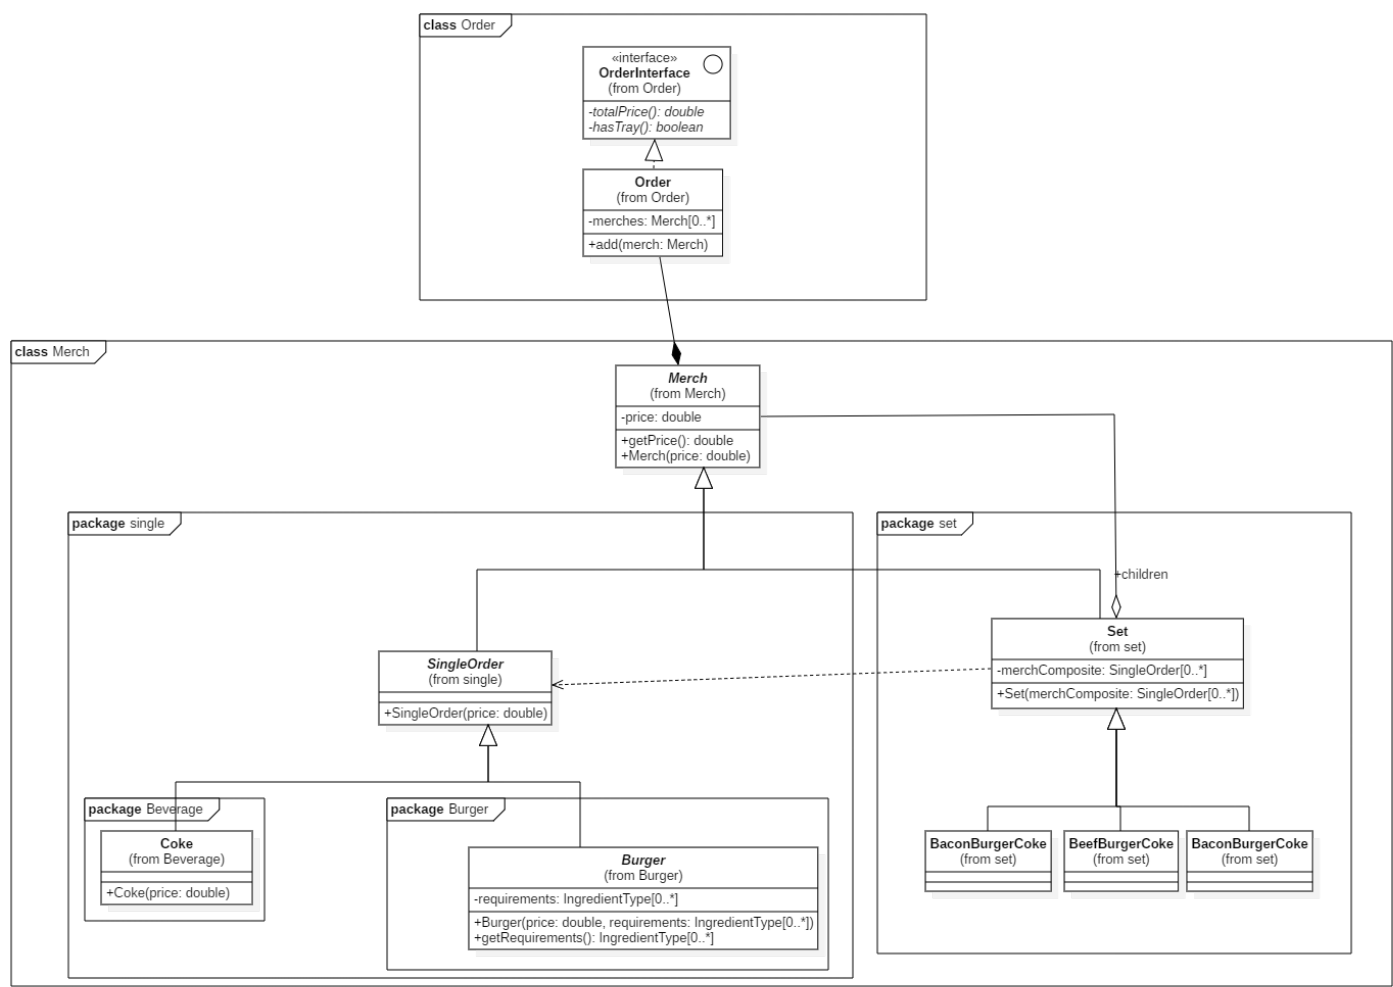 class Order
«interface»
OrderInterface
(from Order)
-totalPrice(): double
-hasTray(): boolean
Order
(from Order)
-merches: Merch[0..*]
+add(merch: Merch)
class Merch
Merch
(from Merch)
-price: double
+getPrice(): double
+Merch(price: double)
package single
package set
+children
SingleOrder
(from single)
+SingleOrder(price: double)
Set
(from set)
-merchComposite: SingleOrder[0..*]
+Set(merchComposite: SingleOrder[0..*])
package Beverage
Coke
(from Beverage)
+Coke(price: double)
package Burger
Burger
(from Burger)
-requirements: IngredientType[0..*]
+Burger(price: double, requirements: IngredientType[0..*])
+getRequirements(): IngredientType[0..*]
BaconBurgerCoke
(from set)
BeefBurgerCoke
(from set)
BaconBurgerCoke
(from set)